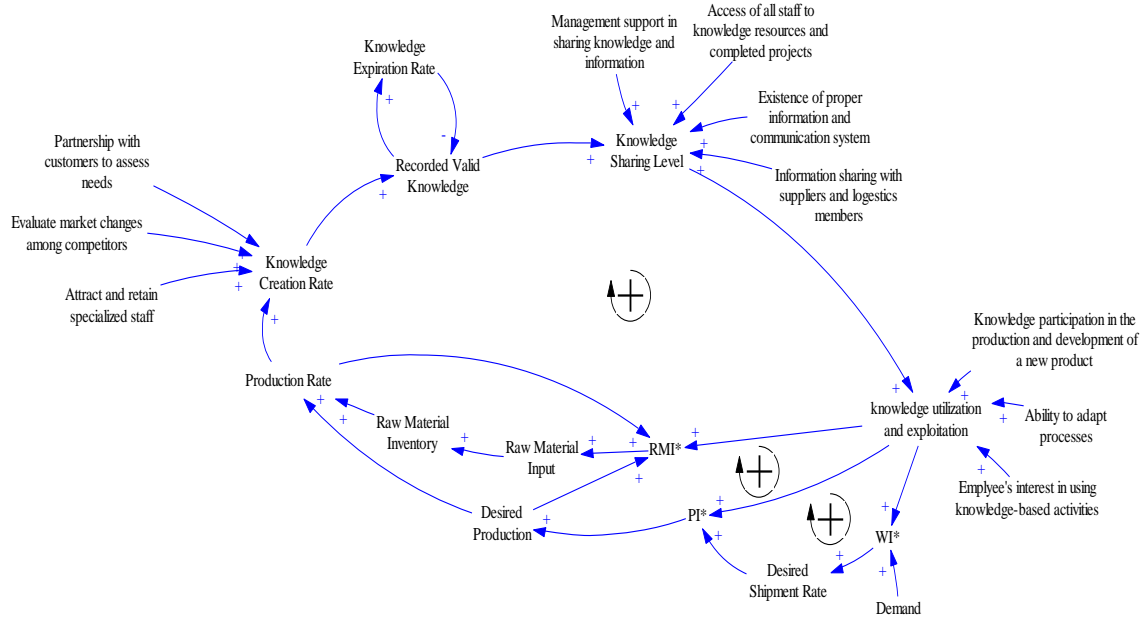 Management support in
sharing knowledge and
information
Access of all staff to
knowledge resources and
completed projects
Knowledge
Expiration Rate
+
-
+
+
Existence of proper
information and
communication system
Partnership with
customers to assess
needs
Knowledge
Sharing Level
+
+
+
Recorded Valid
Knowledge
+
Information sharing with
suppliers and logestics
members
Evaluate market changes
among competitors
Knowledge
Creation Rate
+
+
+
Attract and retain
specialized staff
+
+
Knowledge participation in the
production and development of
a new product
Production Rate
+
+
+
+
knowledge utilization
and exploitation
+
Ability to adapt
processes
Raw Material
Inventory
+
Raw Material
Input
+
+
+
RMI*
+
+
+
Emplyee's interest in using
knowledge-based activities
Desired
Production
+
PI*
+
+
+
+
WI*
+
Desired
Shipment Rate
+
+
Demand